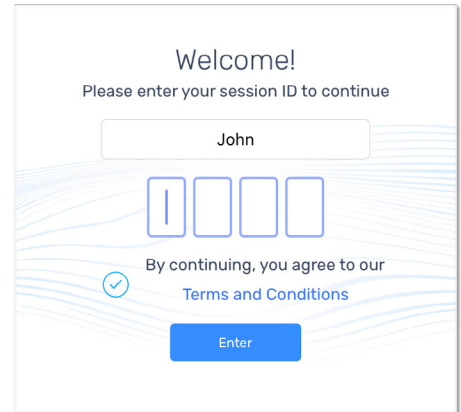 Welcome!
Please enter your session ID to continue
John
By continuing, you agree to our
Terms and Conditions
Enter